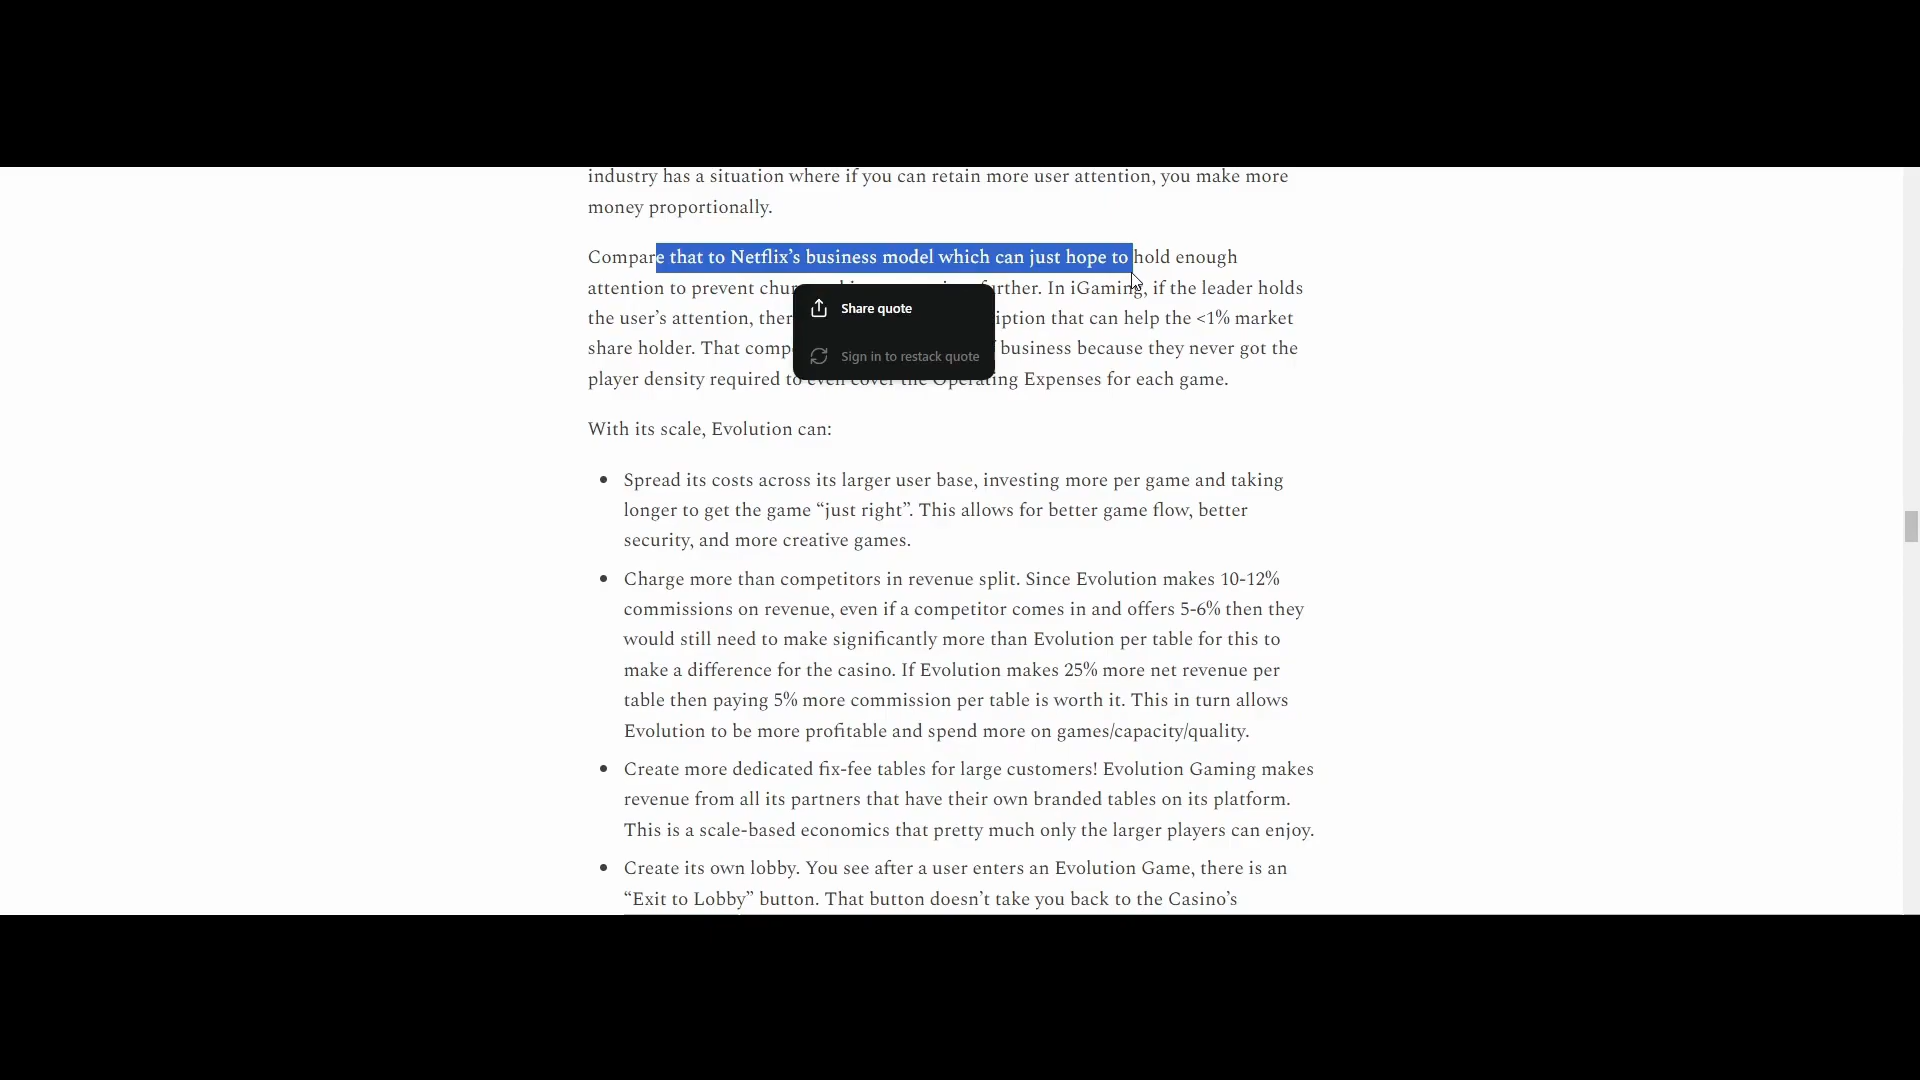 industry has a situation where if you can retain more user attention, you make more
money proportionally.
Compare that to Netflix’s business model which can just hope to hold enough
attention to prevent further. In iGaming, if the leader holds
the user’s attention, that can help the <1% market
share holder. That business because they never got the
player density required to even cover the Operating Expenses for each game.
Share quote
Sign in to restack quote
With its scale, Evolution can:
Spread its costs across its larger user base, investing more per game and taking
longer to get the game “just right”. This allows for better game flow, better
security, and more creative games.
Charge more than competitors in revenue split. Since Evolution makes 10-12%
commissions on revenue, even if a competitor comes in and offers 5-6% then they
would still need to make significantly more than Evolution per table for this to
make a difference for the casino. If Evolution makes 25% more net revenue per
table then paying 5% more commission per table is worth it. This in turn allows
Evolution to be more profitable and spend more on games/capacity/quality.
Create more dedicated fix-fee tables for large customers! Evolution Gaming makes
revenue from all its partners that have their own branded tables on its platform.
This is a scale-based economics that pretty much only the larger players can enjoy.
Create its own lobby. You see after a user enters an Evolution Game, there is an
“Exit to Lobby” button. That button doesn’t take you back to the Casino’s